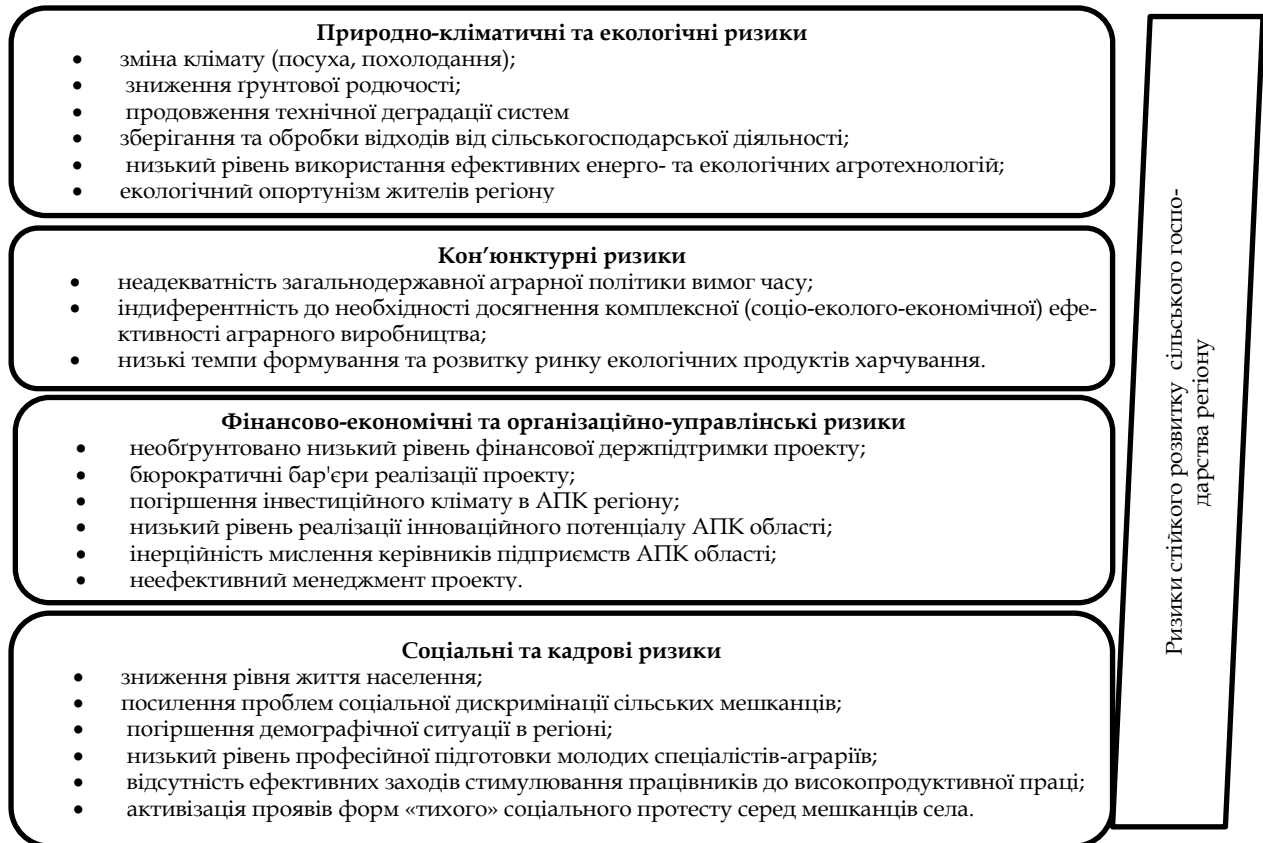 Природно-кліматичні та екологічні ризики
• зміна клімату (посуха, похолодання);
• зниження ґрунтової родючості;
• продовження технічної деградації систем
• зберігання та обробки відходів від сільськогосподарської діяльності;
• низький рівень використання ефективних енерго- та екологічних агротехнологій;
• екологічний опортунізм жителів регіону
Кон’юнктурні ризики
• неадекватність загальнодержавної аграрної політики вимог часу;
• індиферентність до необхідності досягнення комплексної (соціо-еколого-економічної) ефе-
ктивності аграрного виробництва;
• низькі темпи формування та розвитку ринку екологічних продуктів харчування.
Фінансово-економічні та організаційно-управлінські ризики
• необґрунтовано низький рівень фінансової держпідтримки проекту;
• бюрократичні бар'єри реалізації проекту;
• погіршення інвестиційного клімату в АПК регіону;
• низький рівень реалізації інноваційного потенціалу АПК області;
• інерційність мислення керівників підприємств АПК області;
• неефективний менеджмент проекту.
Соціальні та кадрові ризики
• зниження рівня життя населення;
• посилення проблем соціальної дискримінації сільських мешканців;
• погіршення демографічної ситуації в регіоні;
• низький рівень професійної підготовки молодих спеціалістів-аграріїв;
• відсутність ефективних заходів стимулювання працівників до високопродуктивної праці;
• активізація проявів форм «тихого» соціального протесту серед мешканців села.
Ризики стійкого розвитку сільського госпо-
дарства регіону